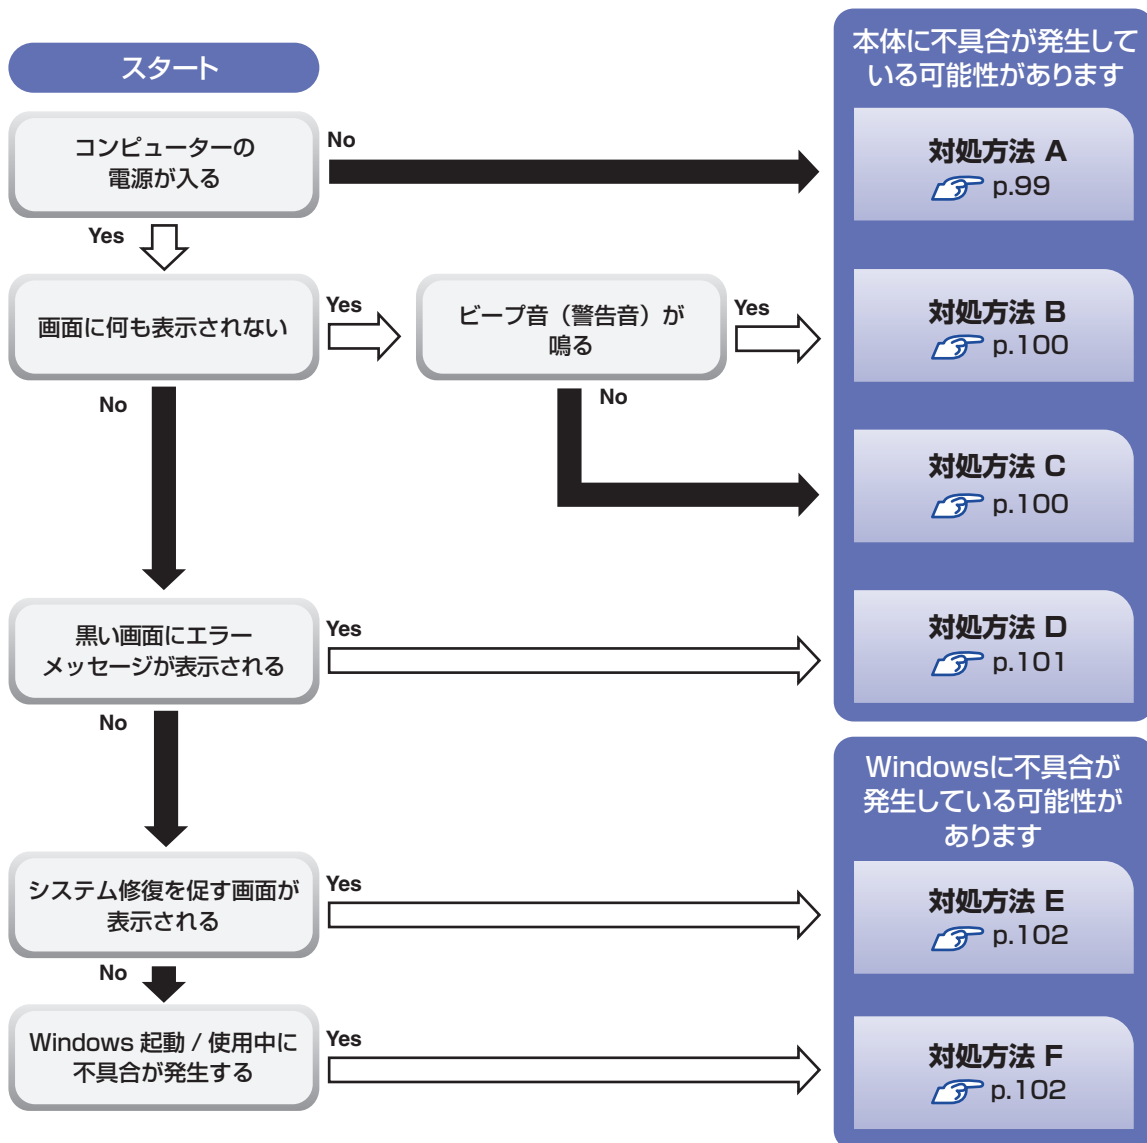 スタート
コンピューターの
電源が入る
No
Yes
本体に不具合が発生して
いる可能性があります
対処方法 A
p.99
画面に何も表示されない
Yes
ビープ音（警告音）が
鳴る
Yes
対処方法 B
p.100
No
No
対処方法 C
p.100
黒い画面にエラー
メッセージが表示される
Yes
対処方法 D
p.101
No
Windowsに不具合が
発生している可能性が
あります
システム修復を促す画面が
表示される
Yes
対処方法 E
p.102
No
Windows 起動 / 使用中に
不具合が発生する
Yes
対処方法 F
p.102